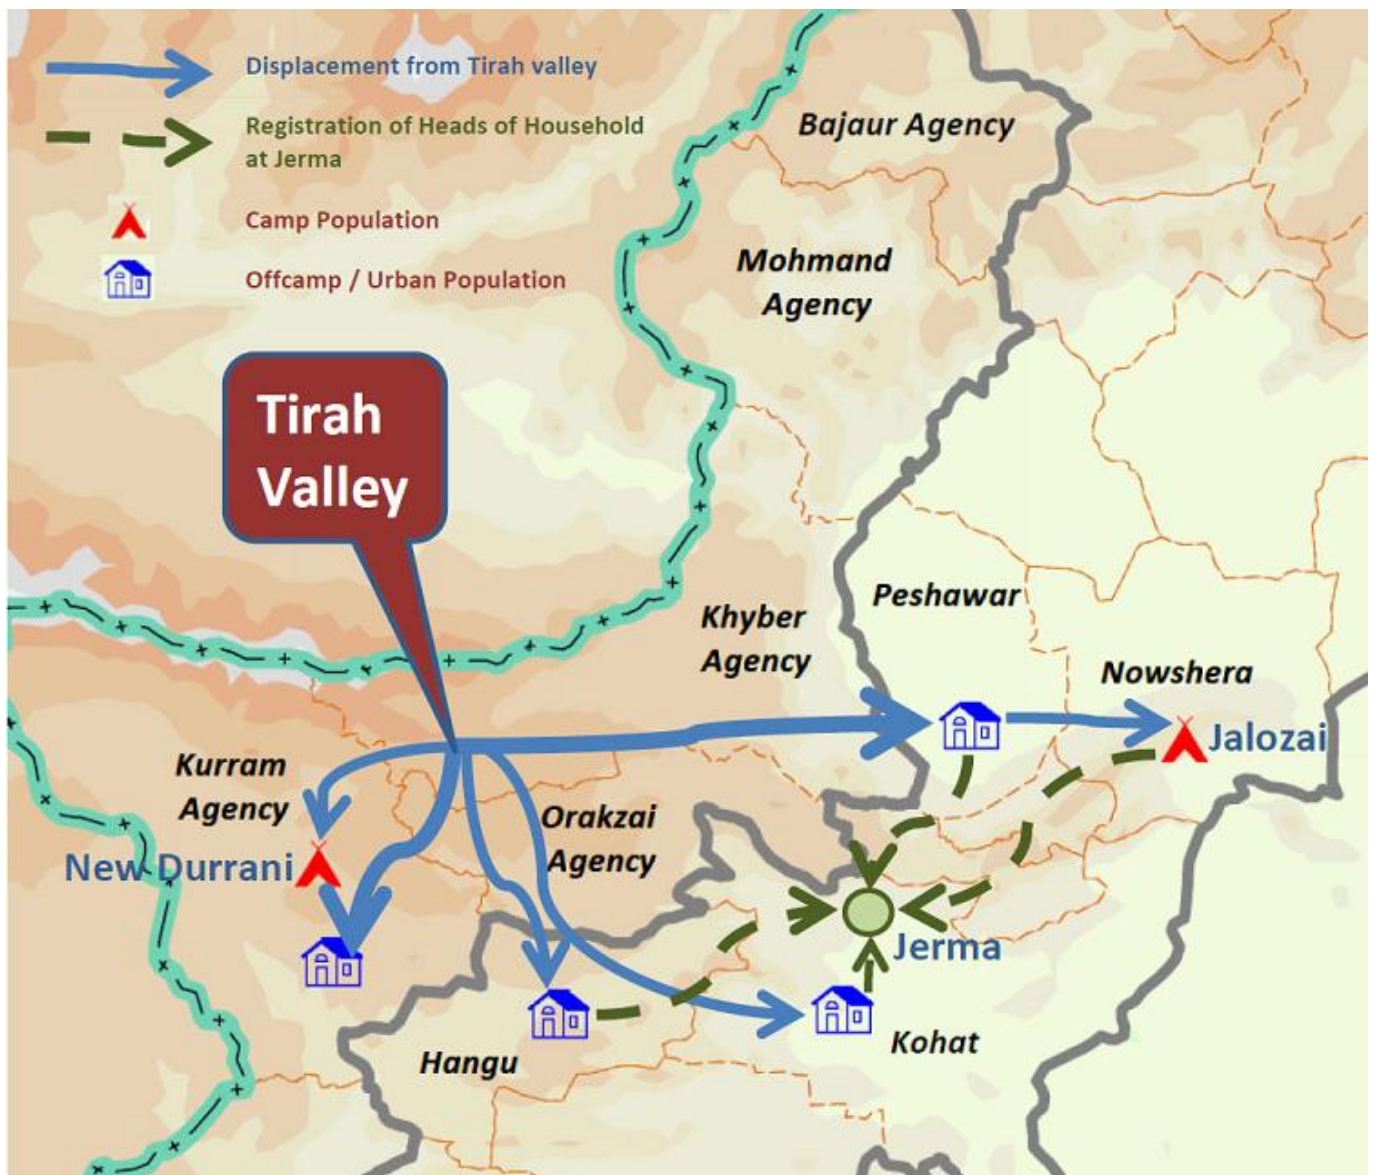 Displacement from Tirah valley
Registration of Heads of Household
at Jerma
Camp Population
Offcamp / Urban Population
Bajaur Agency
Mohmand
Agency
Tirah
Valley
Khyber
Agency
Peshawar
Nowshera
Jalozai
Kurram
Agency
New Durrani
Orakzai
Agency
Jerma
Kohat
Hangu